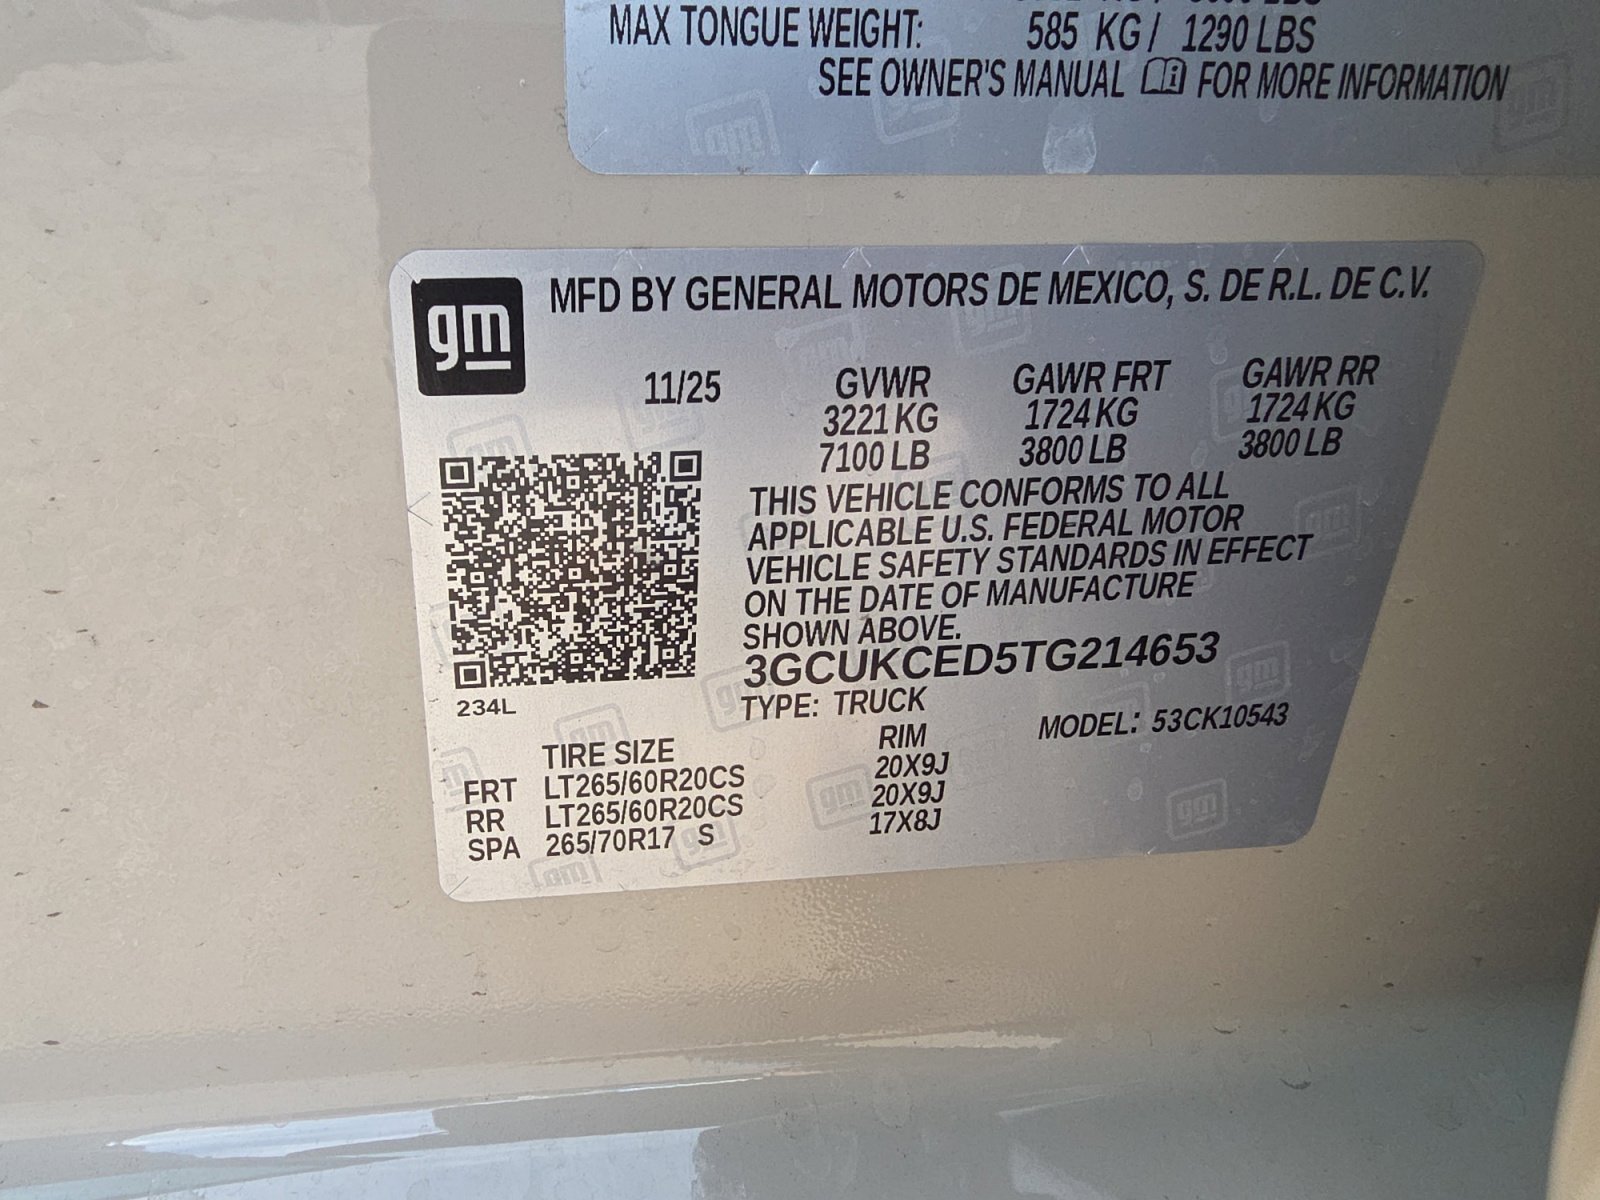 MAX TONGUE WEIGHT: 585 KG / 1290 LBS
SEE OWNER'S MANUAL FOR MORE INFORMATION
gm
MFD BY GENERAL MOTORS DE MEXICO, S. DE R.L. DE C.V.
11/25 GVWR GAWR FRT GAWR RR
3221 KG 1724 KG 1724 KG
7100 LB 3800 LB 3800 LB
THIS VEHICLE CONFORMS TO ALL
APPLICABLE U.S. FEDERAL MOTOR
VEHICLE SAFETY STANDARDS IN EFFECT
ON THE DATE OF MANUFACTURE
SHOWN ABOVE.
3GCUKCED5TG214653
234L
TYPE: TRUCK
MODEL: 53CK10543
TIRE SIZE RIM
FRT LT265/60R20CS 20X9J
RR LT265/60R20CS 20X9J
SPA 265/70R17 S 17X8J